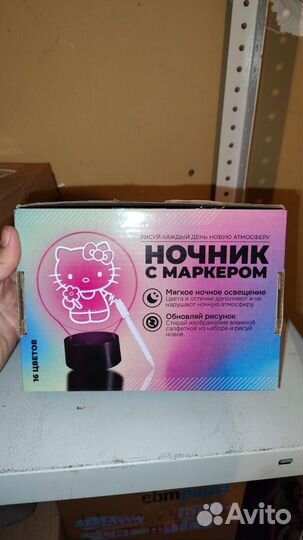 РИСУЙ КАЖДЫЙ ДЕНЬ НОВУЮ АТМОСФЕРУ
НОЧНИК
С МАРКЕРОМ
Мягкое ночное освещение
Цвета и оттенки дополняют и не
нарушают ночную атмосферу.
Обновляй рисунок
Стирай изображение влажной
салфеткой из набора и рисуй
новое.
16 ЦВЕТОВ
ebmpapst
Avito